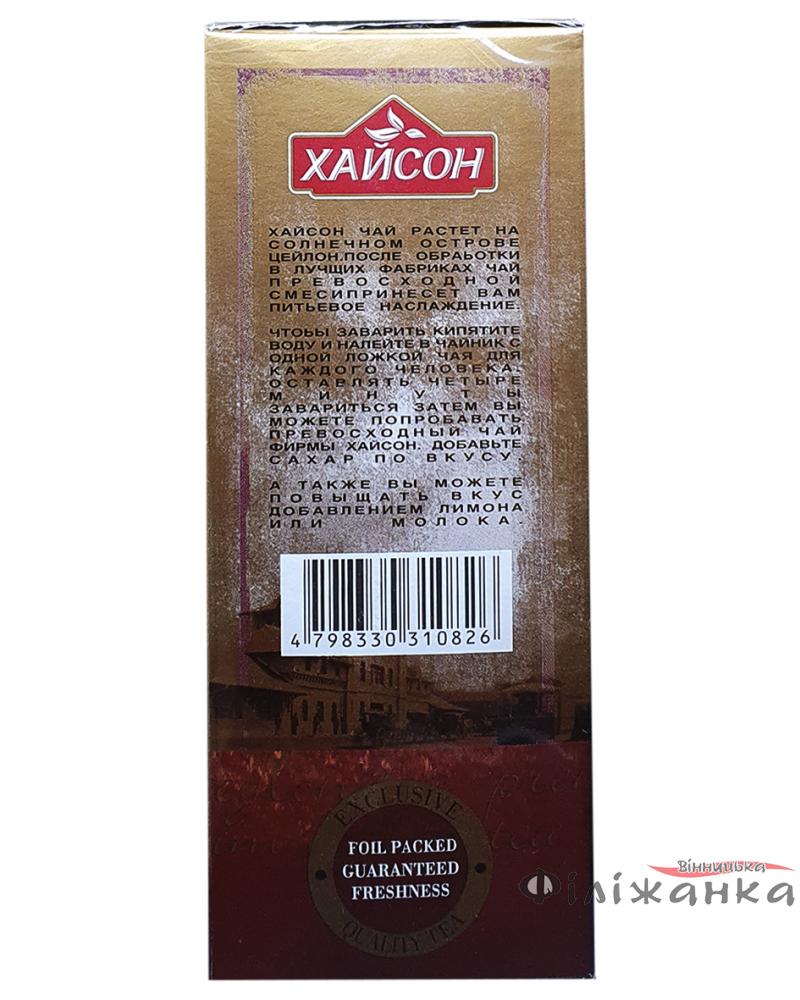 ХАЙСОН
ХАЙСОН ЧАЙ РАСТЕТ НА
СОЛНЕЧНОМ ОСТРОВЕ
ЦЕЙЛОН.ПОСЛЕ ОБРАЬОТКИ
В ЛУЧЩИХ ФАБРИКАХ ЧАЙ
ПРЕВОСХОДНОЙ
СМЕСИПРИНЕСЕТ ВАМ
ПИТЬЕВОЕ НАСЛАЖДЕНИЕ.
ЧТОЬЫ ЗАВАРИТЬ КИПЯТИТЕ
ВОДУ И НАЛЕЙТЕ В ЧАЙНИК С
ОДНОЙ ЛОЖКОЙ ЧАЯ ДЛЯ
КАЖДОГО ЧЕЛОВЕКА.
ОСТАВЛЯТЬ ЧЕТЫРЕ
МИНУТЫ
ЗАВАРИТЬСЯ ЗАТЕМ ВЫ
МОЖЕТЕ ПОПРОБАВАТЬ
ПРЕВОСХОДНЫЙ ЧАЙ
ФИРМЫ ХАЙСОН. ДОБАВЬТЕ
САХАР ПО ВКУСУ.
А ТАКЖЕ ВЫ МОЖЕТЕ
ПОВЫЩАТЬ ВКУС
ДОБАВЛЕНИЕМ ЛИМОНА
ИЛИ МОЛОКА.
4 798330 310826
EXCLUSIVE
FOIL PACKED
GUARANTEED
FRESHNESS
QUALITY TEA
Вінницька
Філіжанка